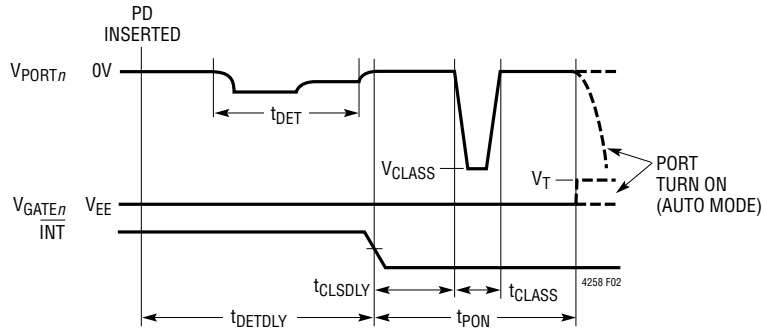 PD
INSERTED
VPORTn 0V
tDET
VCLASS
VT
PORT
TURN ON
(AUTO MODE)
VGATEn VEE
INT
4258 F02
tCLSDLY
tCLASS
tDETDLY
tPON